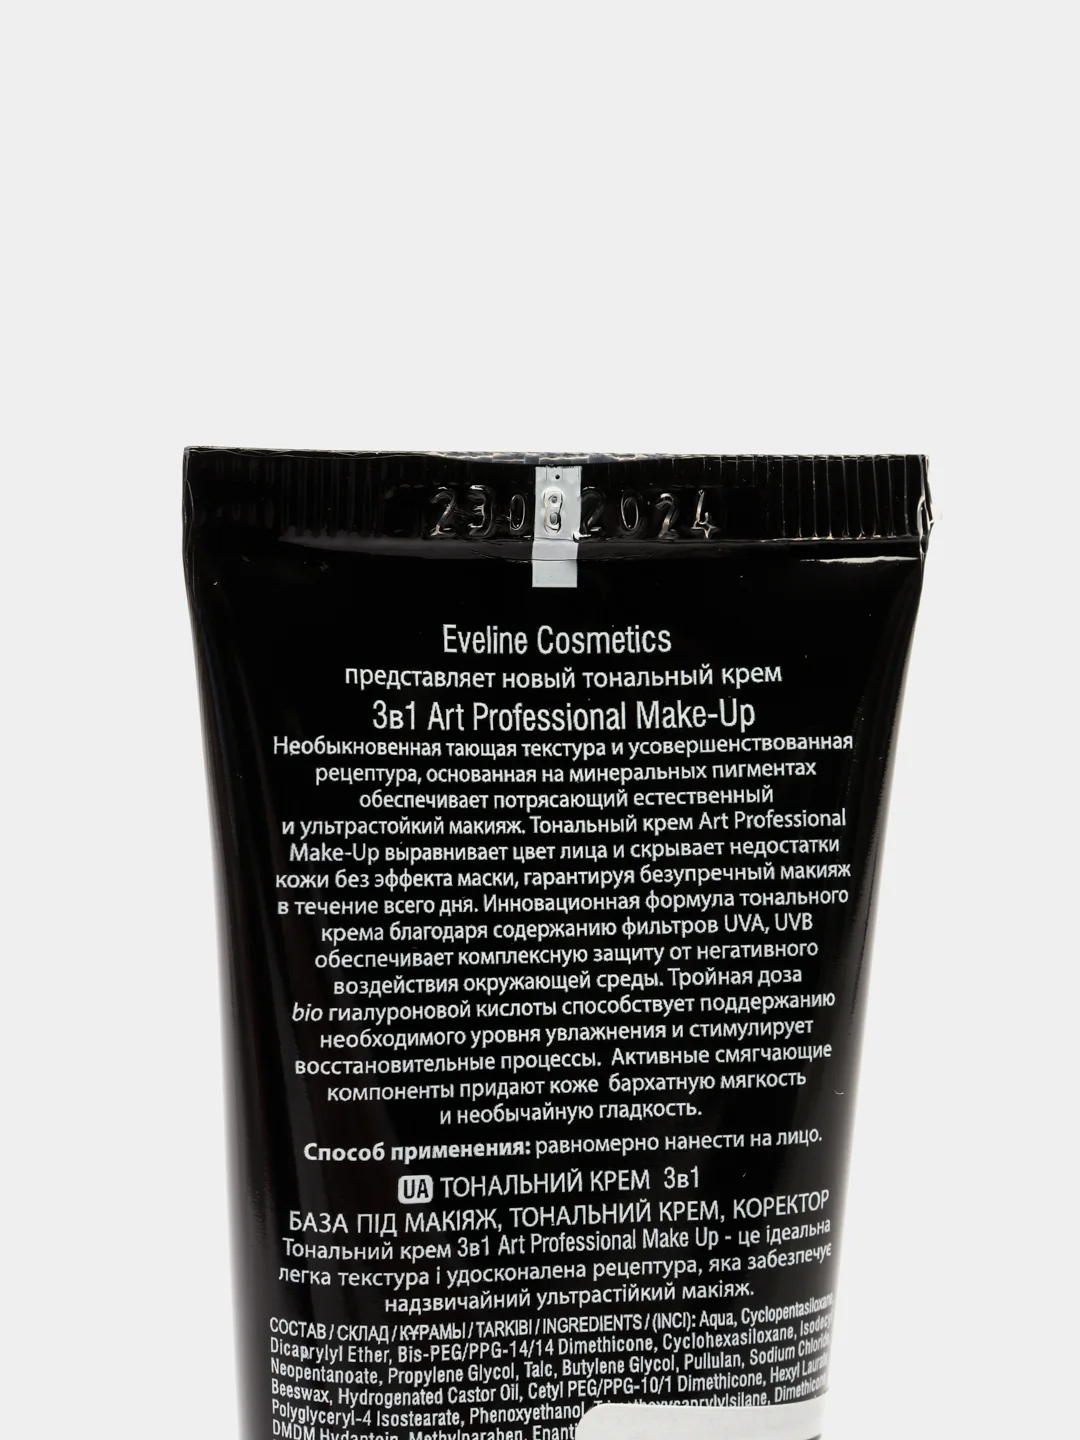 23082024
Eveline Cosmetics
представляет новый тональный крем
3в1 Art Professional Make-Up
Необыкновенная тающая текстура и усовершенствованная
рецептура, основанная на минеральных пигментах
обеспечивает потрясающий естественный
и ультрастойкий макияж. Тональный крем Art Professional
Make-Up выравнивает цвет лица и скрывает недостатки
кожи без эффекта маски, гарантируя безупречный макияж
в течение всего дня. Инновационная формула тонального
крема благодаря содержанию фильтров UVA, UVB
обеспечивает комплексную защиту от негативного
воздействия окружающей среды. Тройная доза
bio гиалуроновой кислоты способствует поддержанию
необходимого уровня увлажнения и стимулирует
восстановительные процессы. Активные смягчающие
компоненты придают коже бархатную мягкость
и необычайную гладкость.
Способ применения: равномерно нанести на лицо.
UA ТОНАЛЬНИЙ КРЕМ 3в1
БАЗА ПІД МАКІЯЖ, ТОНАЛЬНИЙ КРЕМ, КОРЕКТОР
Тональний крем 3в1 Art Professional Make Up - це ідеальна
легка текстура і удосконалена рецептура, яка забезпечує
надзвичайний ультрастійкий макіяж.
СОСТАВ / СКЛАД / ҚҰРАМЫ / TARKIBI / INGREDIENTS / (INCI): Aqua, Cyclopentasiloxane,
Dicaprylyl Ether, Bis-PEG/PPG-14/14 Dimethicone, Cyclohexasiloxane, Isodecyl
Neopentanoate, Propylene Glycol, Talc, Butylene Glycol, Pullulan, Sodium Chloride,
Beeswax, Hydrogenated Castor Oil, Cetyl PEG/PPG-10/1 Dimethicone, Hexyl Laurate,
Polyglyceryl-4 Isostearate, Phenoxyethanol, Dimethicone,
DMDM Hydantoin, Methylparaben,